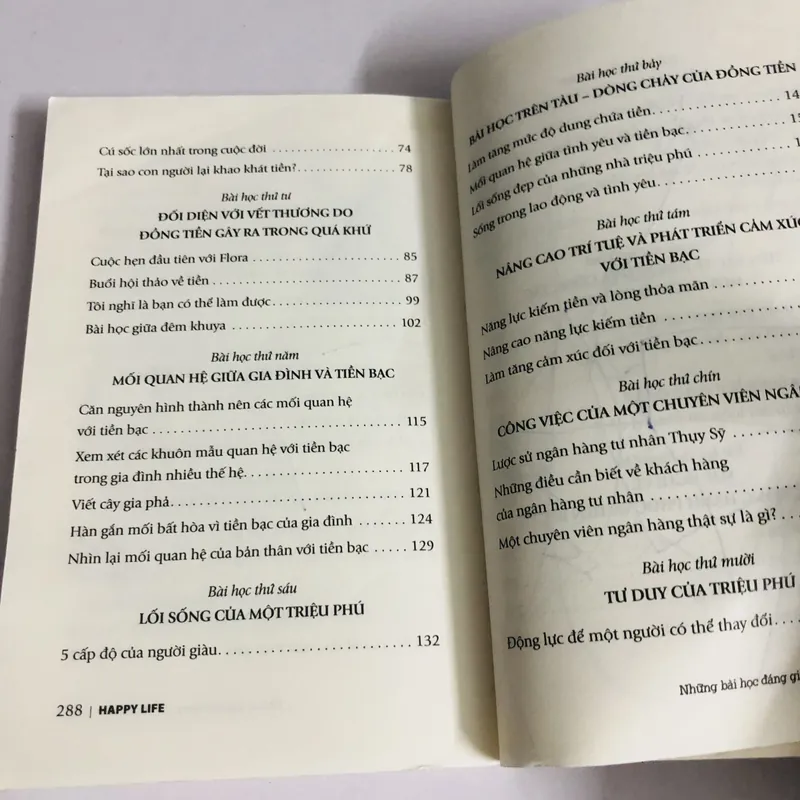 Cú sốc lớn nhất trong cuộc đời ........................ 74
Tại sao con người lại khao khát tiền?.................. 78
Bài học thứ tư
ĐỐI DIỆN VỚI VẾT THƯƠNG DO
ĐỒNG TIỀN GÂY RA TRONG QUÁ KHỨ
Cuộc hẹn đầu tiên với Flora ........................... 85
Buổi hội thảo về tiền ................................. 87
Tôi nghĩ là bạn có thể làm được........................ 99
Bài học giữa đêm khuya ............................... 102
Bài học thứ năm
MỐI QUAN HỆ GIỮA GIA ĐÌNH VÀ TIỀN BẠC
Căn nguyên hình thành nên các mối quan hệ
với tiền bạc ......................................... 115
Xem xét các khuôn mẫu quan hệ với tiền bạc
trong gia đình nhiều thế hệ........................... 117
Viết cây gia phả...................................... 121
Hàn gắn mối bất hòa vì tiền bạc của gia đình ......... 124
Nhìn lại mối quan hệ của bản thân với tiền bạc ....... 129
Bài học thứ sáu
LỐI SỐNG CỦA MỘT TRIỆU PHÚ
5 cấp độ của người giàu............................... 132
288 | HAPPY LIFE
Bài học thứ bảy
BÀI HỌC TRÊN TÀU – DÒNG CHẢY CỦA ĐỒNG TIỀN
Làm tăng mức độ dung chứa tiền............... 14
Mối quan hệ giữa tình yêu và tiền bạc........ 15
Lối sống đẹp của những nhà triệu phú ........ 1
Sống trong lao động và tình yêu..............
Bài học thứ tám
NÂNG CAO TRÍ TUỆ VÀ PHÁT TRIỂN CẢM XÚC
VỚI TIỀN BẠC
Năng lực kiếm tiền và lòng thỏa mãn ..........
Nâng cao năng lực kiếm tiền ..................
Làm tăng cảm xúc đối với tiền bạc............
Bài học thứ chín
CÔNG VIỆC CỦA MỘT CHUYÊN VIÊN NGÂ
Lược sử ngân hàng tư nhân Thụy Sỹ ............
Những điều cần biết về khách hàng
của ngân hàng tư nhân ........................
Một chuyên viên ngân hàng thật sự là gì? .....
Bài học thứ mười
TƯ DUY CỦA TRIỆU PHÚ
Động lực để một người có thể thay đổi........
Những bài học đáng gi